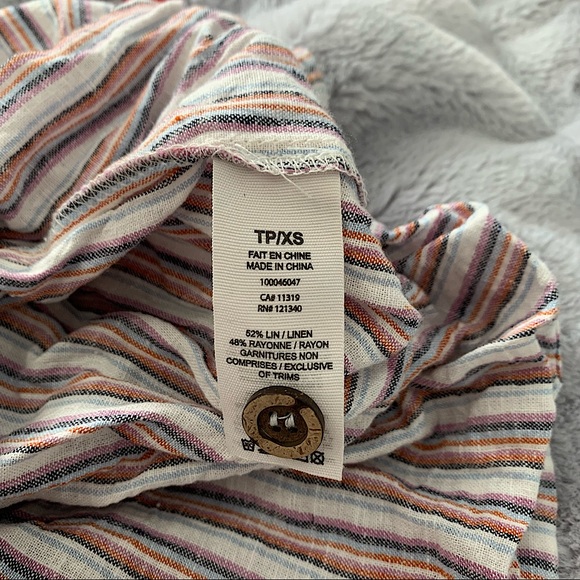 TP/XS
FAIT EN CHINE
MADE IN CHINA
100045047
CA# 11319
RN# 121340
52% LIN / LINEN
48% RAYONNE / RAYON
GARNITURES NON
COMPRISES / EXCLUSIVE
OF TRIMS